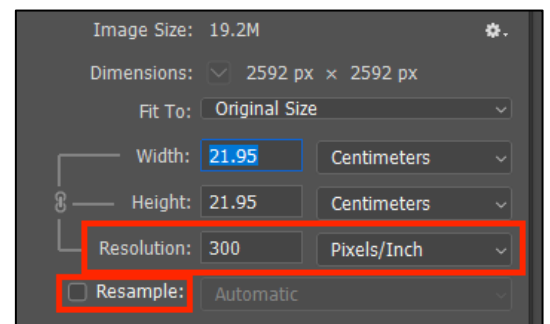 Image Size: 19.2M
Dimensions: 2592 px × 2592 px
Fit To: Original Size
Width: 21.95 Centimeters
Height: 21.95 Centimeters
Resolution: 300 Pixels/Inch
Resample: Automatic